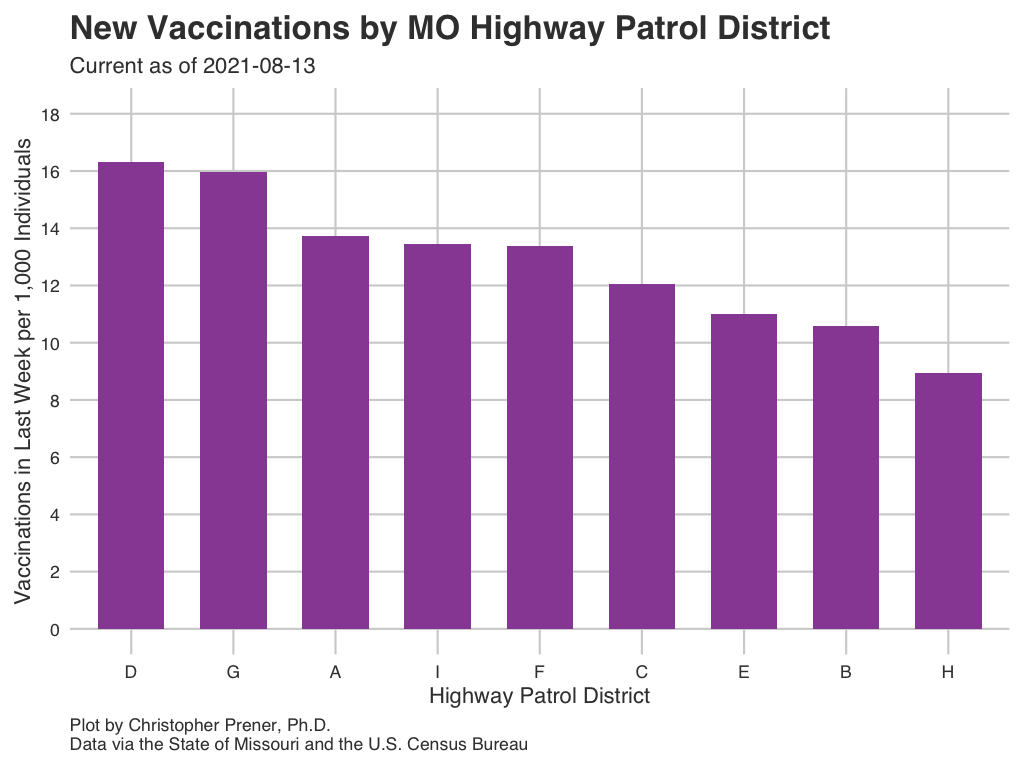 New Vaccinations by MO Highway Patrol District
Current as of 2021-08-13
Vaccinations in Last Week per 1,000 Individuals
18
16
14
12
10
8
6
4
2
0
D G A I F C E B H
Highway Patrol District
Plot by Christopher Prener, Ph.D.
Data via the State of Missouri and the U.S. Census Bureau